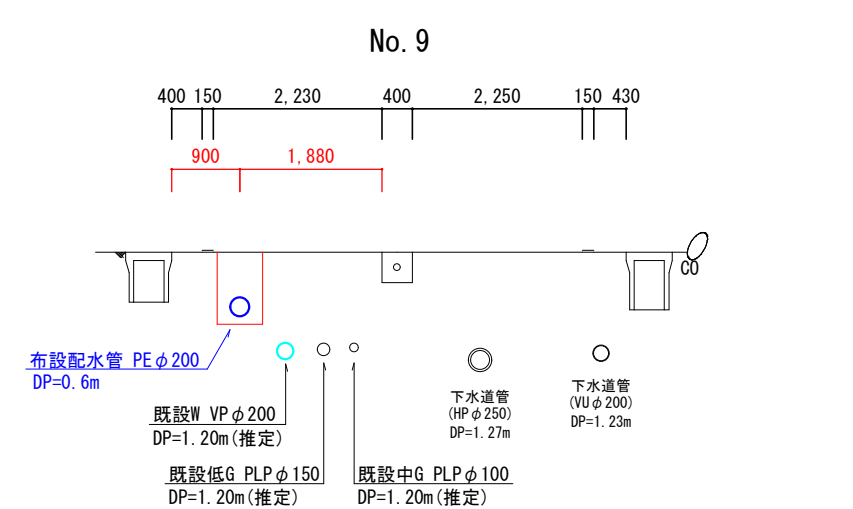 No. 9
400 150 2,230 400 2,250 150 430
900 1,880
CO
布設配水管 PEφ200
DP=0.6m
下水道管
(HPφ250)
DP=1.27m
下水道管
(VUφ200)
DP=1.23m
既設W VPφ200
DP=1.20m(推定)
既設低G PLPφ150
DP=1.20m(推定)
既設中G PLPφ100
DP=1.20m(推定)